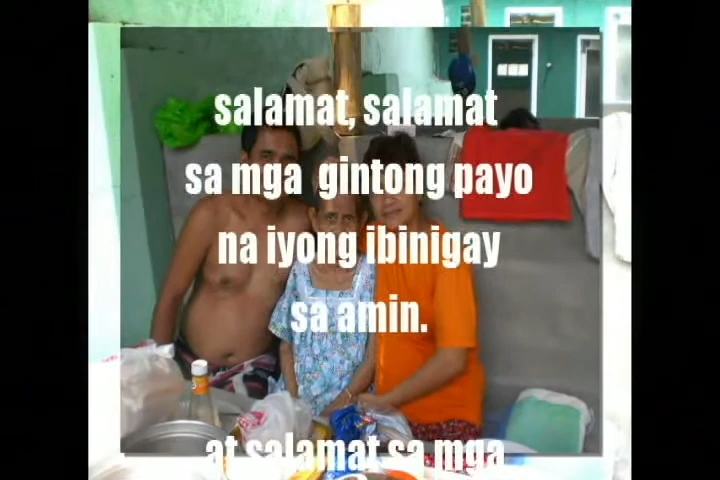 salamat, salamat
sa mga gintong payo
na iyong ibinigay
sa amin.
at salamat sa mga